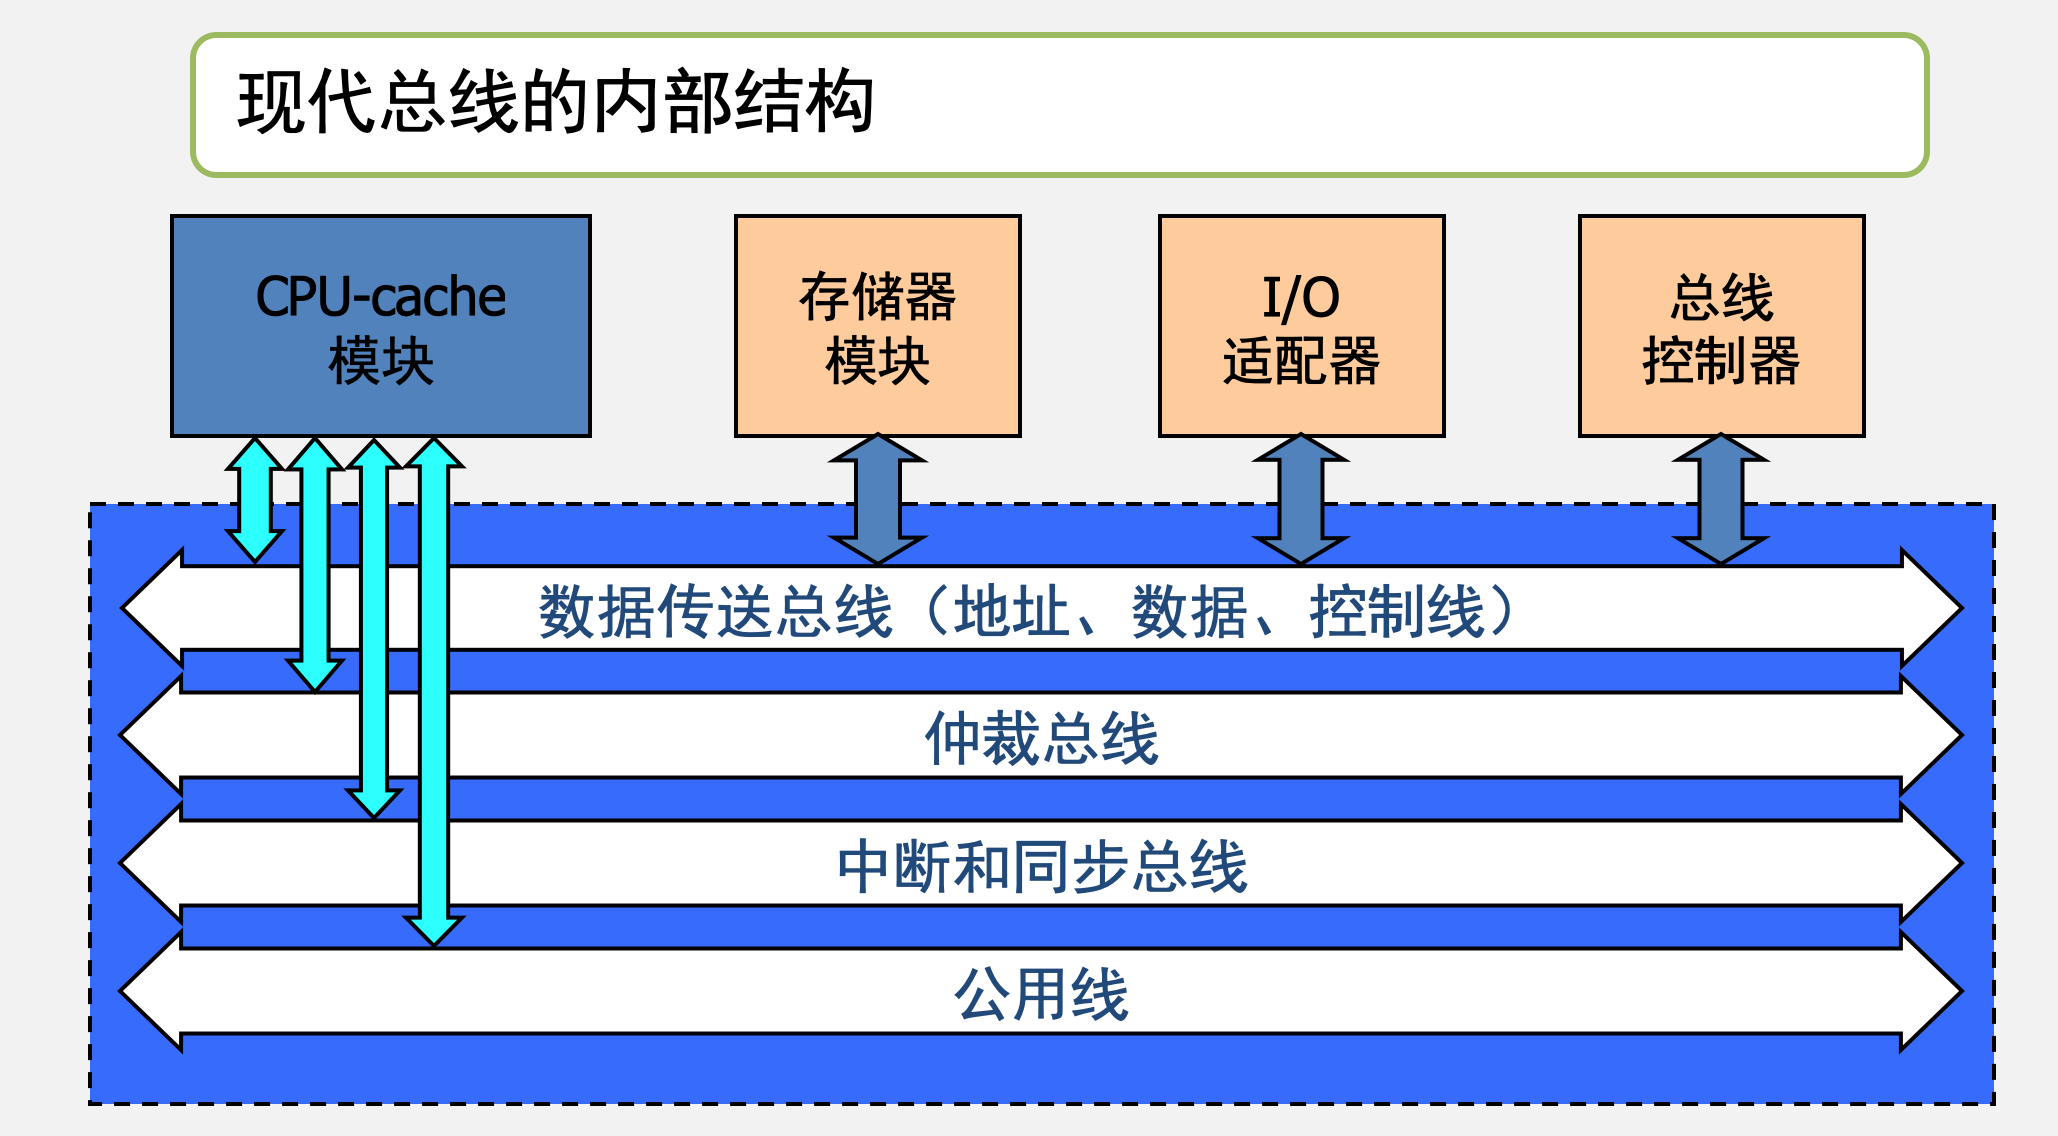 现代总线的内部结构
CPU-cache
模块
存储器
模块
I/O
适配器
总线
控制器
数据传送总线（地址、数据、控制线）
仲裁总线
中断和同步总线
公用线